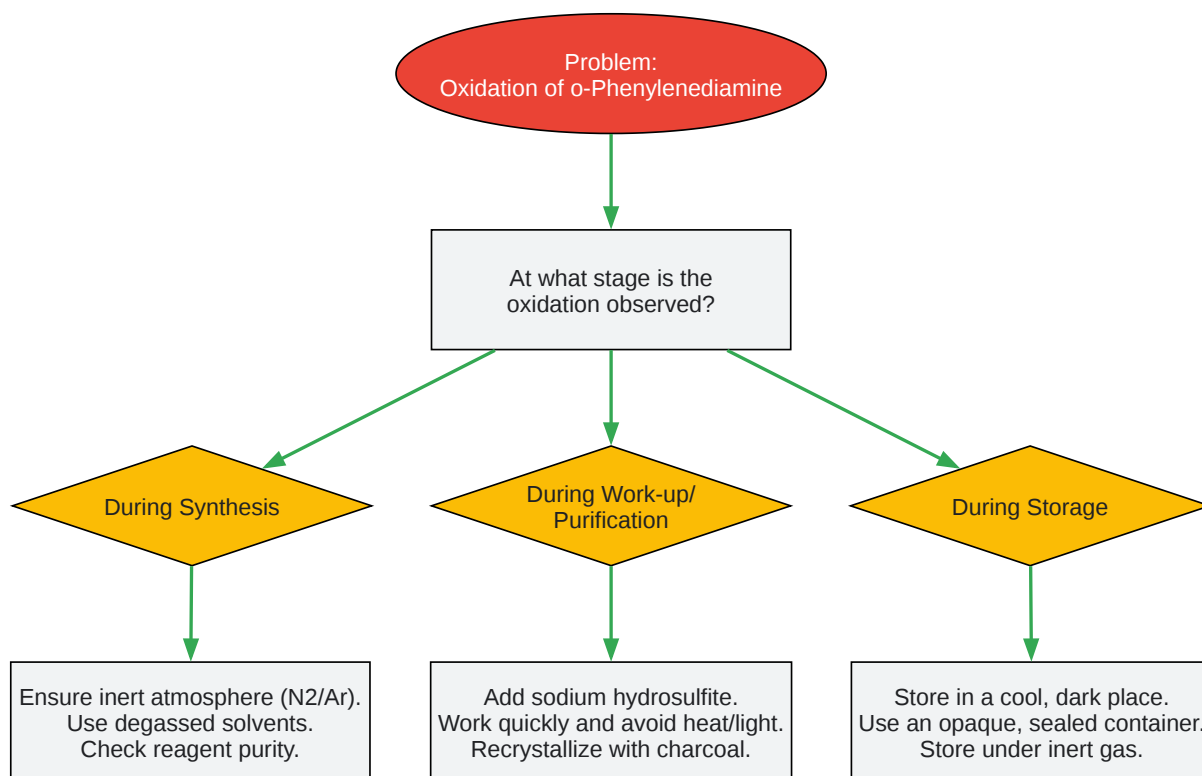 Problem:
Oxidation of o-Phenylenediamine
At what stage is the
oxidation observed?
During Synthesis
During Work-up/
Purification
During Storage
Ensure inert atmosphere (N2/Ar).
Use degassed solvents.
Check reagent purity.
Add sodium hydrosulfite.
Work quickly and avoid heat/light.
Recrystallize with charcoal.
Store in a cool, dark place.
Use an opaque, sealed container.
Store under inert gas.